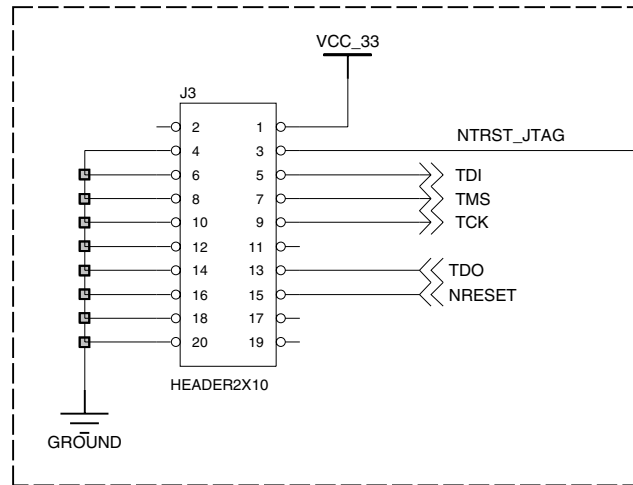 VCC_33
J3
2 1
4 3 NTRST_JTAG
6 5 TDI
8 7 TMS
10 9 TCK
12 11
14 13 TDO
16 15 NRESET
18 17
20 19
HEADER2X10
GROUND